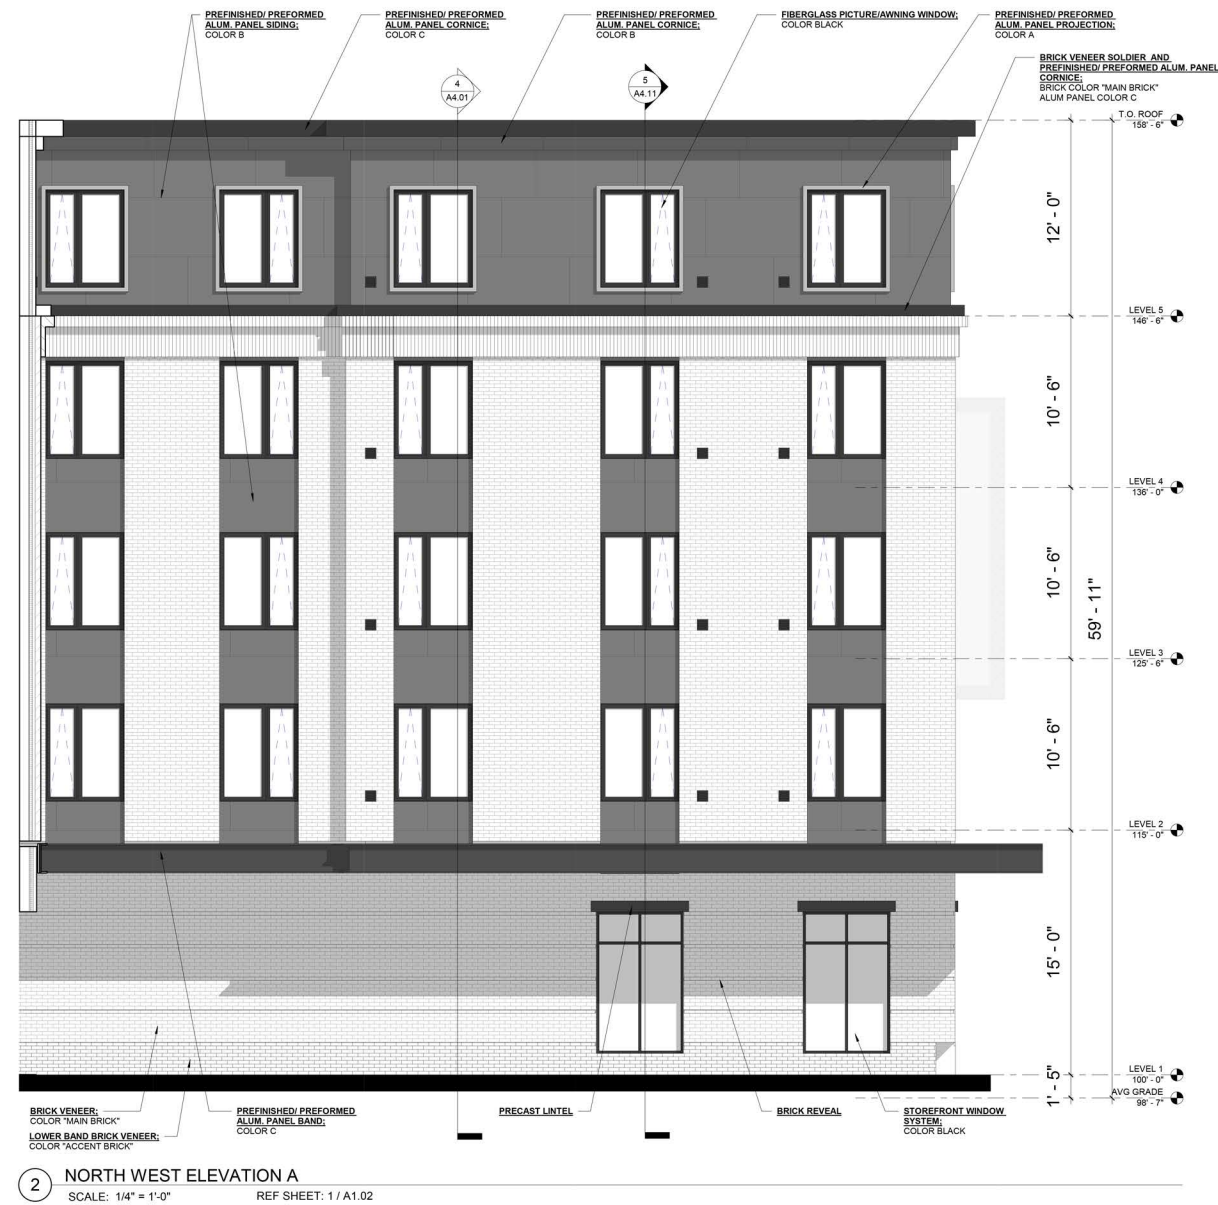 PREFINISHED/ PREFORMED
ALUM. PANEL SIDING;
COLOR B
PREFINISHED/ PREFORMED
ALUM. PANEL CORNICE;
COLOR C
PREFINISHED/ PREFORMED
ALUM. PANEL CORNICE;
COLOR B
FIBERGLASS PICTURE/AWNING WINDOW;
COLOR BLACK
PREFINISHED/ PREFORMED
ALUM. PANEL PROJECTION;
COLOR A
BRICK VENEER SOLDIER AND
PREFINISHED/ PREFORMED ALUM. PANEL
CORNICE;
BRICK COLOR "MAIN BRICK"
ALUM PANEL COLOR C
4
A4.01
5
A4.11
T.O. ROOF
158' - 6"
12' - 0"
LEVEL 5
146' - 6"
10' - 6"
LEVEL 4
136' - 0"
10' - 6"
59' - 11"
LEVEL 3
125' - 6"
10' - 6"
LEVEL 2
115' - 0"
15' - 0"
LEVEL 1
100' - 0"
1' - 5"
AVG GRADE
98' - 7"
BRICK VENEER;
COLOR "MAIN BRICK"
LOWER BAND BRICK VENEER;
COLOR "ACCENT BRICK"
PREFINISHED/ PREFORMED
ALUM. PANEL BAND;
COLOR C
PRECAST LINTEL
BRICK REVEAL
STOREFRONT WINDOW
SYSTEM;
COLOR BLACK
2
NORTH WEST ELEVATION A
SCALE: 1/4" = 1'-0"
REF SHEET: 1 / A1.02